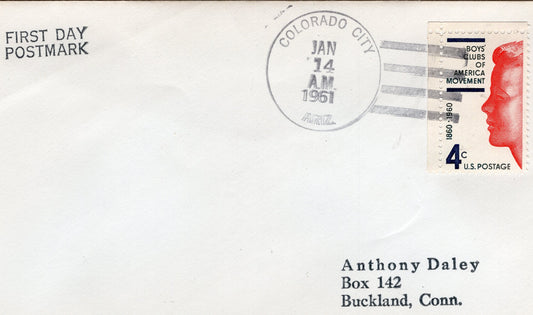 FIRST DAY
POSTMARK
COLORADO CITY
JAN
14
A.M.
1961
ARIZ.
BOYS'
CLUBS
OF
AMERICA
MOVEMENT
1860-1960
4c
U.S. POSTAGE
Anthony Daley
Box 142
Buckland, Conn.